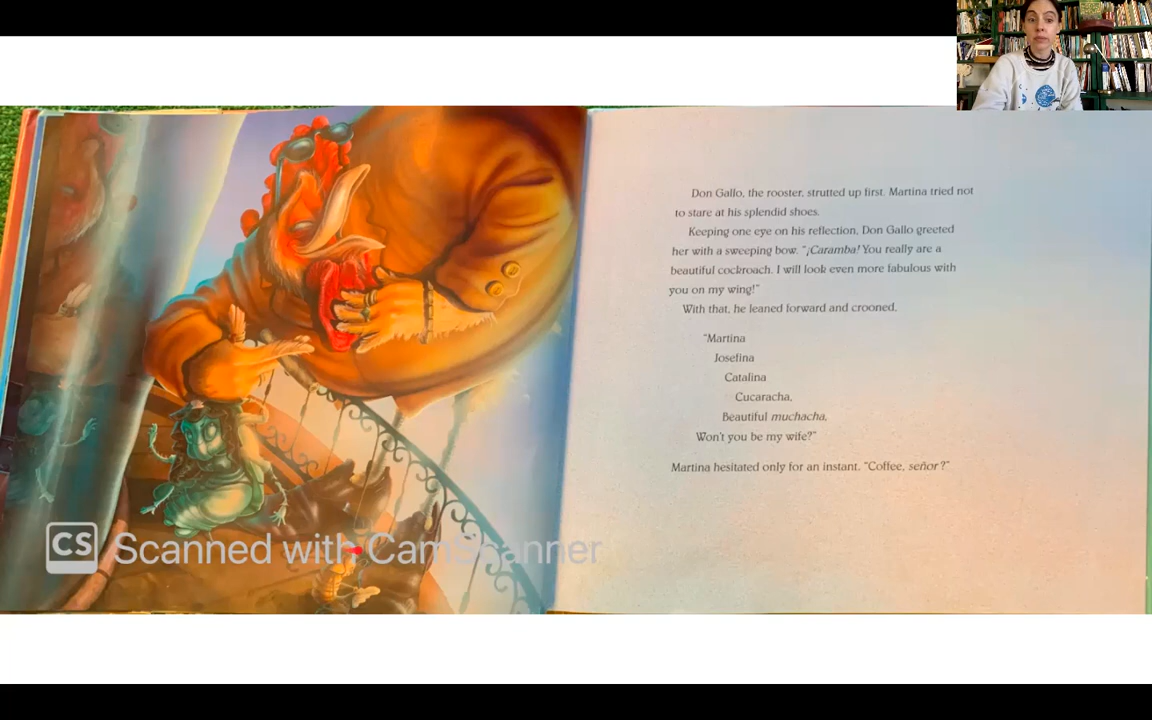 Don Gallo, the rooster, strutted up first. Martina tried not
to stare at his splendid shoes.
Keeping one eye on his reflection, Don Gallo greeted
her with a sweeping bow. "¡Caramba! You really are a
beautiful cockroach. I will look even more fabulous with
you on my wing!"
With that, he leaned forward and crooned,
"Martina
Josefina
Catalina
Cucaracha,
Beautiful muchacha,
Won't you be my wife?"
Martina hesitated only for an instant. "Coffee, señor?"
CS Scanned with CamScanner